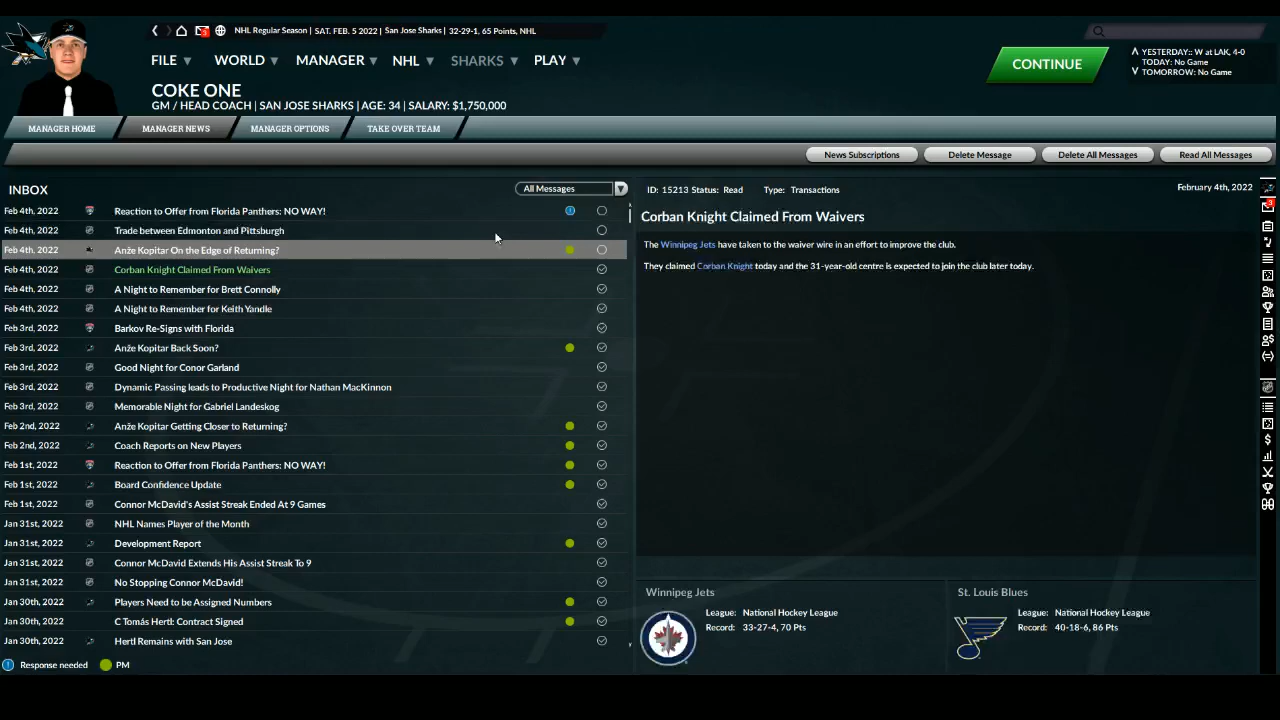 NHL Regular Season | SAT. FEB. 5 2022 | San Jose Sharks | 32-29-1, 65 Points, NHL
FILE WORLD MANAGER NHL SHARKS PLAY
CONTINUE
YESTERDAY:: W at LAK, 4-0
TODAY: No Game
TOMORROW: No Game
COKE ONE
GM / HEAD COACH | SAN JOSE SHARKS | AGE: 34 | SALARY: $1,750,000
MANAGER HOME MANAGER NEWS MANAGER OPTIONS TAKE OVER TEAM
News Subscriptions Delete Message Delete All Messages Read All Messages
INBOX All Messages
Feb 4th, 2022 Reaction to Offer from Florida Panthers: NO WAY!
Feb 4th, 2022 Trade between Edmonton and Pittsburgh
Feb 4th, 2022 Anže Kopitar On the Edge of Returning?
Feb 4th, 2022 Corban Knight Claimed From Waivers
Feb 4th, 2022 A Night to Remember for Brett Connolly
Feb 4th, 2022 A Night to Remember for Keith Yandle
Feb 3rd, 2022 Barkov Re-Signs with Florida
Feb 3rd, 2022 Anže Kopitar Back Soon?
Feb 3rd, 2022 Good Night for Conor Garland
Feb 3rd, 2022 Dynamic Passing leads to Productive Night for Nathan MacKinnon
Feb 3rd, 2022 Memorable Night for Gabriel Landeskog
Feb 2nd, 2022 Anže Kopitar Getting Closer to Returning?
Feb 2nd, 2022 Coach Reports on New Players
Feb 1st, 2022 Reaction to Offer from Florida Panthers: NO WAY!
Feb 1st, 2022 Board Confidence Update
Feb 1st, 2022 Connor McDavid's Assist Streak Ended At 9 Games
Jan 31st, 2022 NHL Names Player of the Month
Jan 31st, 2022 Development Report
Jan 31st, 2022 Connor McDavid Extends His Assist Streak To 9
Jan 31st, 2022 No Stopping Connor McDavid!
Jan 30th, 2022 Players Need to be Assigned Numbers
Jan 30th, 2022 C Tomás Hertl: Contract Signed
Jan 30th, 2022 Hertl Remains with San Jose
Response needed PM
ID: 15213 Status: Read Type: Transactions February 4th, 2022
Corban Knight Claimed From Waivers
The Winnipeg Jets have taken to the waiver wire in an effort to improve the club.
They claimed Corban Knight today and the 31-year-old centre is expected to join the club later today.
Winnipeg Jets
League: National Hockey League
Record: 33-27-4, 70 Pts
St. Louis Blues
League: National Hockey League
Record: 40-18-6, 86 Pts